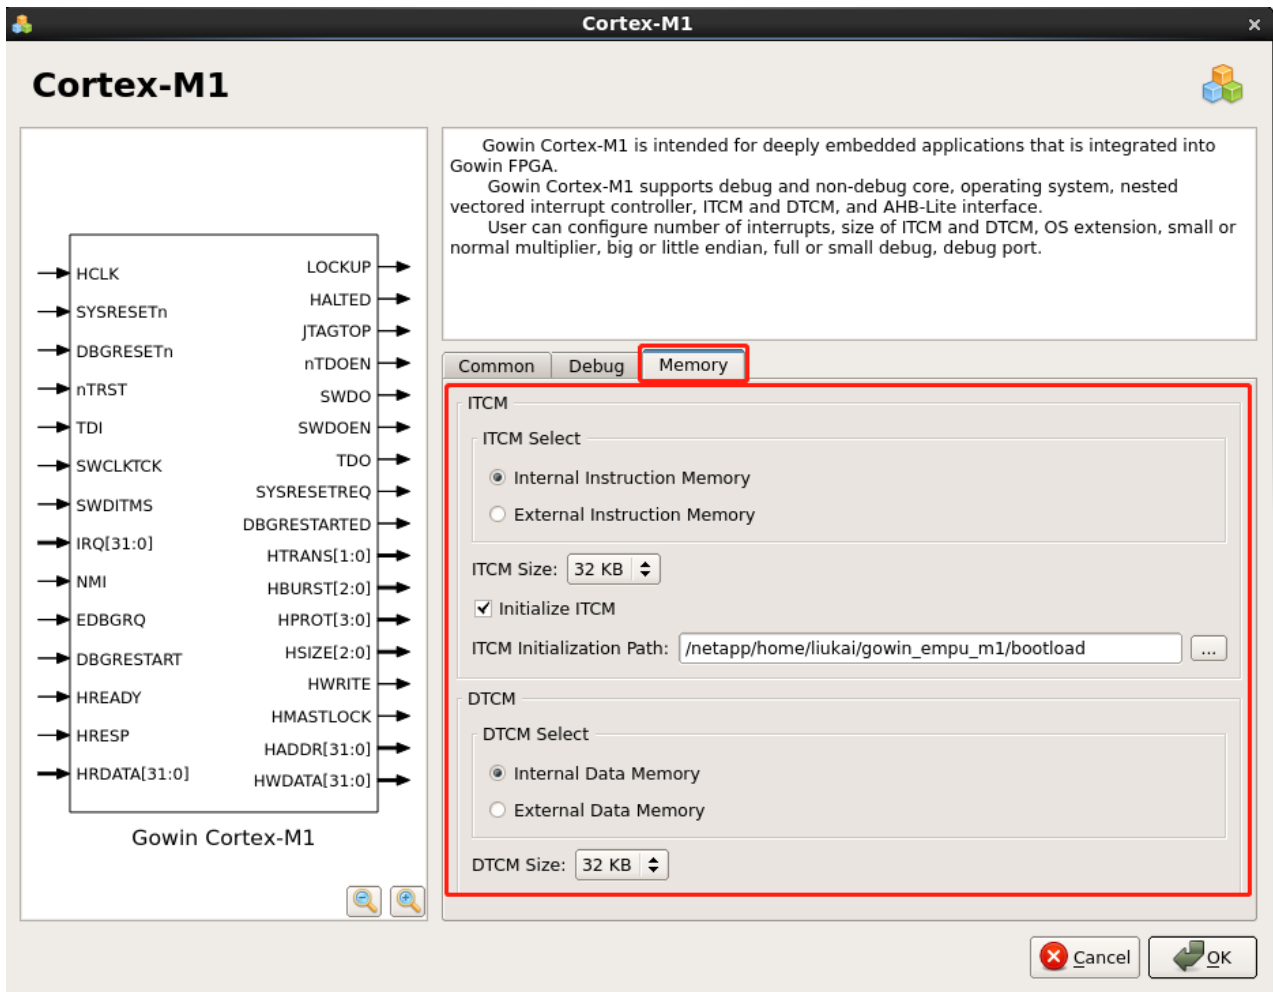 Cortex-M1
Cortex-M1
HCLK
SYSRESETn
DBGRESETn
nTRST
TDI
SWCLKTCK
SWDITMS
IRQ[31:0]
NMI
EDBGRQ
DBGRESTART
HREADY
HRESP
HRDATA[31:0]
LOCKUP
HALTED
JTAGTOP
nTDOEN
SWDO
SWDOEN
TDO
SYSRESETREQ
DBGRESTARTED
HTRANS[1:0]
HBURST[2:0]
HPROT[3:0]
HSIZE[2:0]
HWRITE
HMASTLOCK
HADDR[31:0]
HWDATA[31:0]
Gowin Cortex-M1
Gowin Cortex-M1 is intended for deeply embedded applications that is integrated into
Gowin FPGA.
Gowin Cortex-M1 supports debug and non-debug core, operating system, nested
vectored interrupt controller, ITCM and DTCM, and AHB-Lite interface.
User can configure number of interrupts, size of ITCM and DTCM, OS extension, small or
normal multiplier, big or little endian, full or small debug, debug port.
Common Debug Memory
ITCM
ITCM Select
Internal Instruction Memory
External Instruction Memory
ITCM Size: 32 KB
Initialize ITCM
ITCM Initialization Path: /netapp/home/liukai/gowin_empu_m1/bootload ...
DTCM
DTCM Select
Internal Data Memory
External Data Memory
DTCM Size: 32 KB
Cancel OK